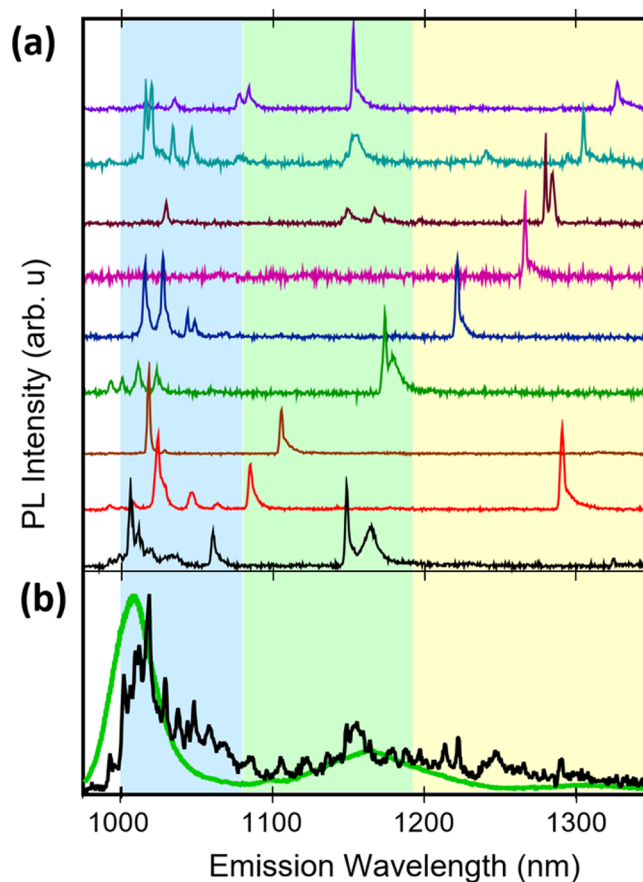 (a)
PL Intensity (arb. u)
(b)
1000 1100 1200 1300
Emission Wavelength (nm)